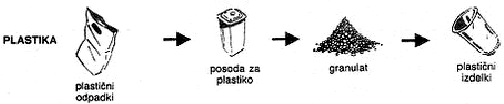 PLASTIKA
plastični
odpadki
posoda za
plastiko
granulat
plastični
izdelki